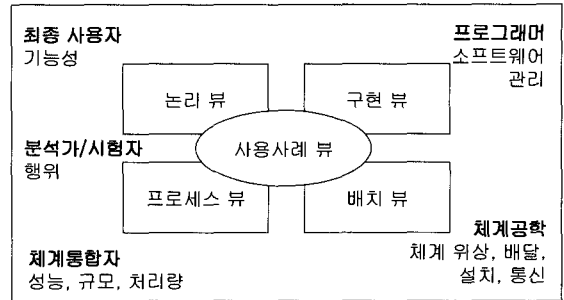 최종 사용자
기능성
프로그래머
소프트웨어
관리
논리 뷰
구현 뷰
분석가/시험자
행위
사용사례 뷰
프로세스 뷰
배치 뷰
체계통합자
성능, 규모, 처리량
체계공학
체계 위상, 배달,
설치, 통신